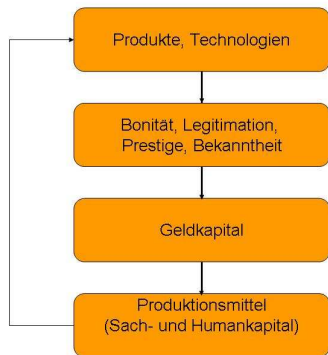 Produkte, Technologien
Bonität, Legitimation,
Prestige, Bekanntheit
Geldkapital
Produktionsmittel
(Sach- und Humankapital)